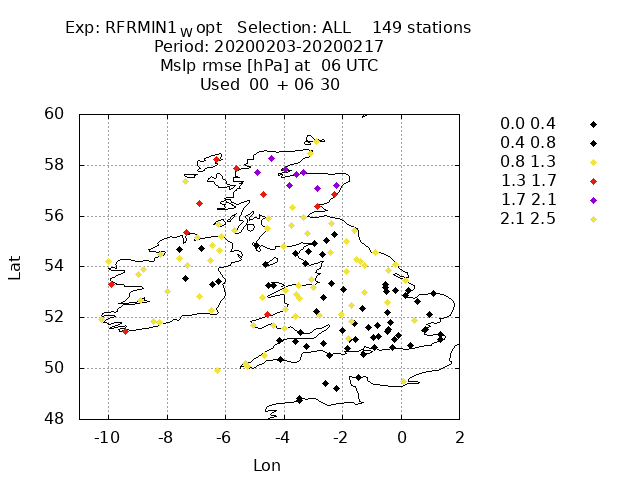 Exp: RFRMIN1Wopt Selection: ALL 149 stations
Period: 20200203-20200217
Mslp rmse [hPa] at 06 UTC
Used 00 + 06 30
60
58
56
54
52
50
48
Lat
-10 -8 -6 -4 -2 0 2
Lon
0.0 0.4
0.4 0.8
0.8 1.3
1.3 1.7
1.7 2.1
2.1 2.5